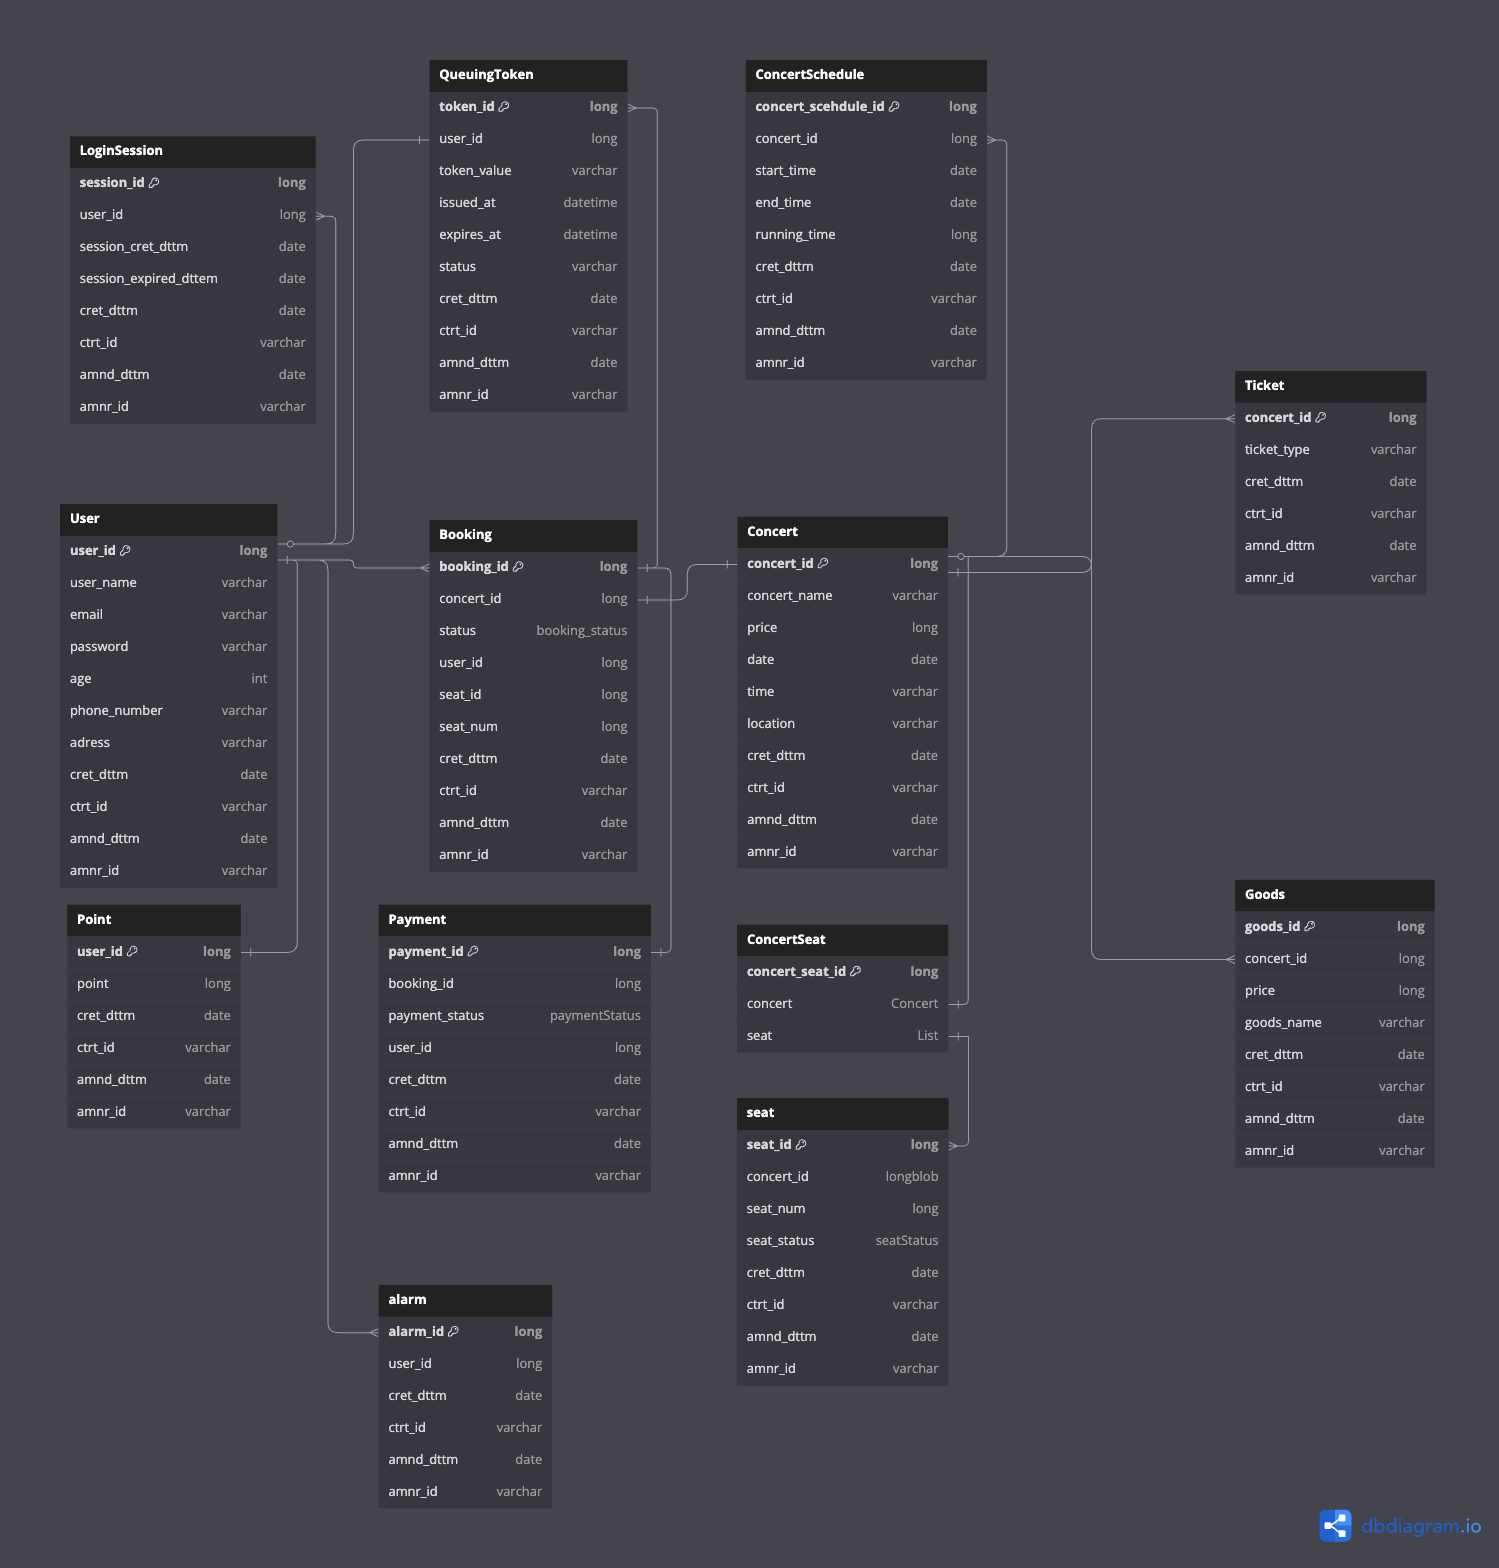 QueuingToken
token_id long
user_id long
token_value varchar
issued_at datetime
expires_at datetime
status varchar
cret_dttm date
ctrt_id varchar
amnd_dttm date
amnr_id varchar
ConcertSchedule
concert_scehdule_id long
concert_id long
start_time date
end_time date
running_time long
cret_dttm date
ctrt_id varchar
amnd_dttm date
amnr_id varchar
LoginSession
session_id long
user_id long
session_cret_dttm date
session_expired_dttem date
cret_dttm date
ctrt_id varchar
amnd_dttm date
amnr_id varchar
Ticket
concert_id long
ticket_type varchar
cret_dttm date
ctrt_id varchar
amnd_dttm date
amnr_id varchar
User
user_id long
user_name varchar
email varchar
password varchar
age int
phone_number varchar
adress varchar
cret_dttm date
ctrt_id varchar
amnd_dttm date
amnr_id varchar
Booking
booking_id long
concert_id long
status booking_status
user_id long
seat_id long
seat_num long
cret_dttm date
ctrt_id varchar
amnd_dttm date
amnr_id varchar
Concert
concert_id long
concert_name varchar
price long
date date
time varchar
location varchar
cret_dttm date
ctrt_id varchar
amnd_dttm date
amnr_id varchar
Point
user_id long
point long
cret_dttm date
ctrt_id varchar
amnd_dttm date
amnr_id varchar
Payment
payment_id long
booking_id long
payment_status paymentStatus
user_id long
cret_dttm date
ctrt_id varchar
amnd_dttm date
amnr_id varchar
ConcertSeat
concert_seat_id long
concert Concert
seat List
Goods
goods_id long
concert_id long
price long
goods_name varchar
cret_dttm date
ctrt_id varchar
amnd_dttm date
amnr_id varchar
seat
seat_id long
concert_id longblob
seat_num long
seat_status seatStatus
cret_dttm date
ctrt_id varchar
amnd_dttm date
amnr_id varchar
alarm
alarm_id long
user_id long
cret_dttm date
ctrt_id varchar
amnd_dttm date
amnr_id varchar
dbdiagram.io